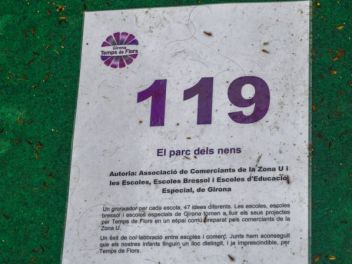 Girona
Temps de Flors
119
El parc dels nens
Autoria: Associació de Comerciants de la Zona U i
les Escoles, Escoles Bressol i Escoles d'Educació
Especial, de Girona
Un gronxador per cada escola, 47 idees diferents. Les escoles, escoles
bressol i escoles especials de Girona tornen a lluir els seus projectes
per Temps de Flors en un espai comú preparat pels comerciants de la
Zona U.
Un èxit de col·laboració entre escoles i comerç. Junts hem aconseguit
que els nostres infants tinguin un lloc distingit, i la imprescindible, per
Temps de Flors.